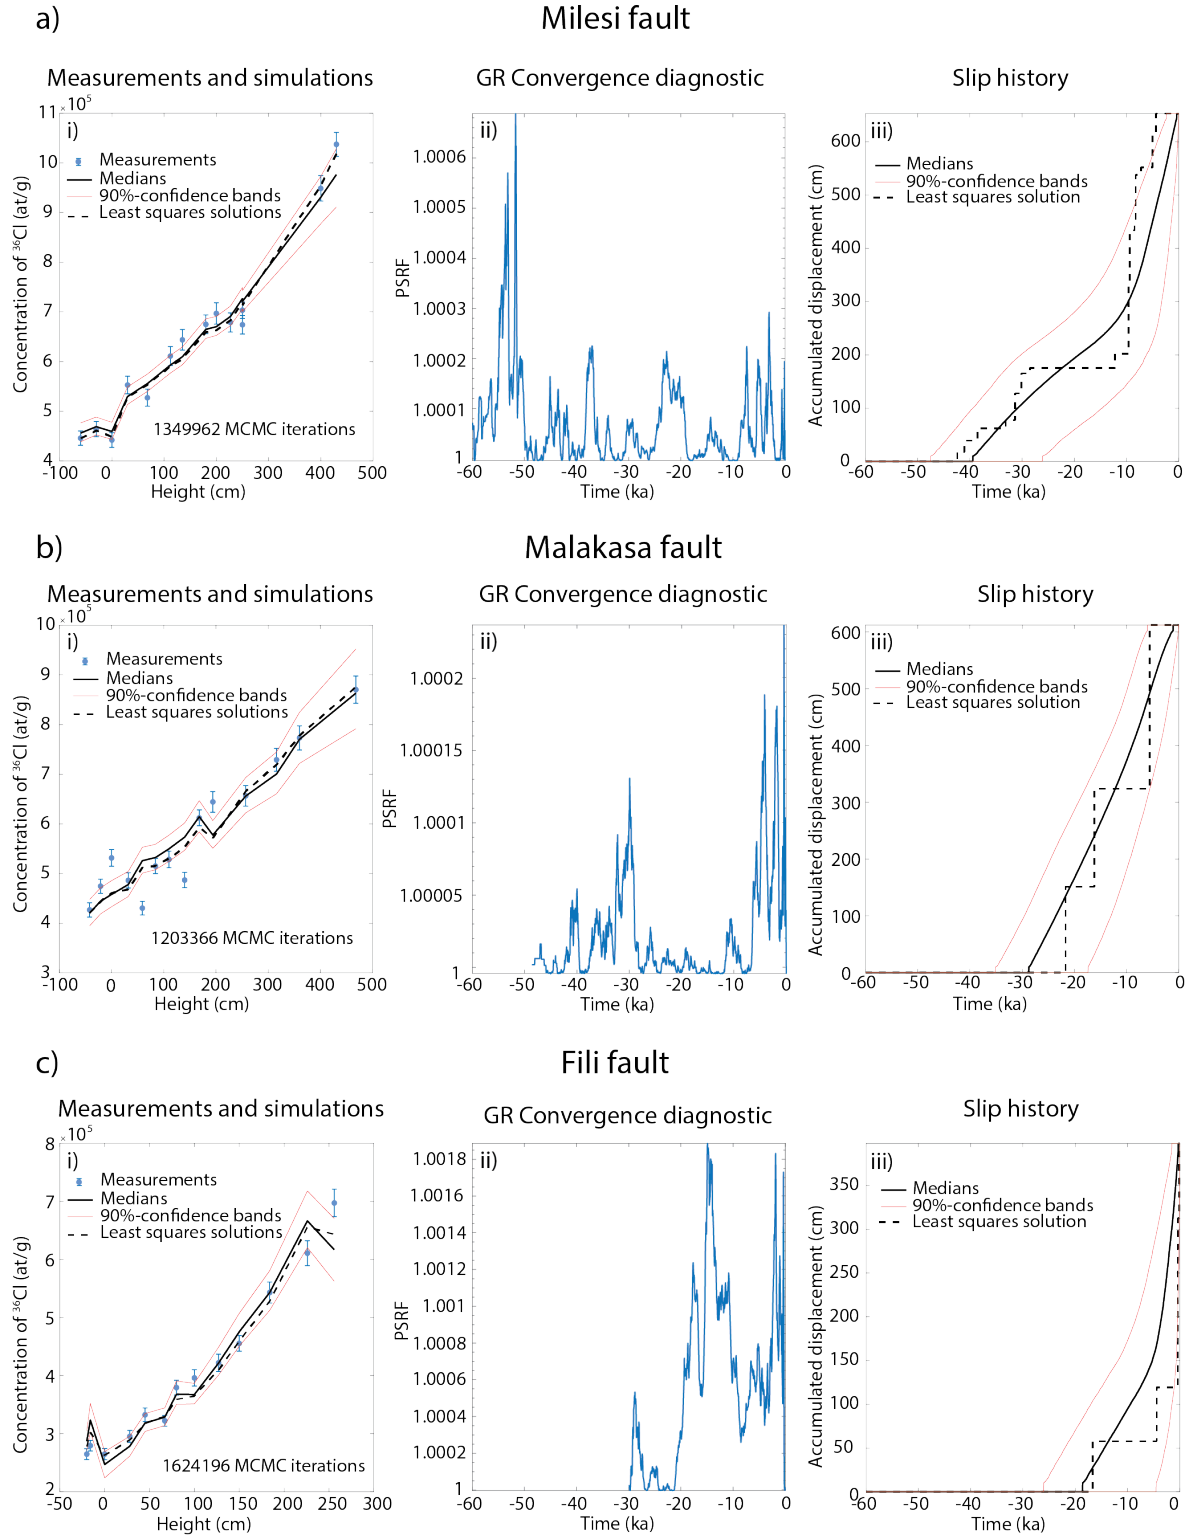 a)
Milesi fault
Measurements and simulations
×10⁵
i)
Measurements
Medians
90%-confidence bands
Least squares solutions
1349962 MCMC iterations
11
10
9
8
7
6
5
4
-100
0
100
200
300
400
500
Height (cm)
Concentration of ³⁶Cl (at/g)
GR Convergence diagnostic
ii)
1.0006
1.0005
1.0004
1.0003
1.0002
1.0001
1
-60
-50
-40
-30
-20
-10
0
Time (ka)
PSRF
Slip history
iii)
Medians
90%-confidence bands
Least squares solution
600
500
400
300
200
100
0
-60
-50
-40
-30
-20
-10
0
Time (ka)
Accumulated displacement (cm)
b)
Malakasa fault
Measurements and simulations
×10⁵
i)
Measurements
Medians
90%-confidence bands
Least squares solutions
1203366 MCMC iterations
10
9
8
7
6
5
4
3
-100
0
100
200
300
400
500
Height (cm)
Concentration of ³⁶Cl (at/g)
GR Convergence diagnostic
ii)
1.0002
1.00015
1.0001
1.00005
1
-60
-50
-40
-30
-20
-10
0
Time (ka)
PSRF
Slip history
iii)
Medians
90%-confidence bands
Least squares solution
600
500
400
300
200
100
0
-60
-50
-40
-30
-20
-10
0
Time (ka)
Accumulated displacement (cm)
c)
Fili fault
Measurements and simulations
×10⁵
i)
Measurements
Medians
90%-confidence bands
Least squares solutions
1624196 MCMC iterations
8
7
6
5
4
3
2
-50
0
50
100
150
200
250
300
Height (cm)
Concentration of ³⁶Cl (at/g)
GR Convergence diagnostic
ii)
1.0018
1.0016
1.0014
1.0012
1.001
1.0008
1.0006
1.0004
1.0002
1
-60
-50
-40
-30
-20
-10
0
Time (ka)
PSRF
Slip history
iii)
Medians
90%-confidence bands
Least squares solution
350
300
250
200
150
100
50
0
-60
-50
-40
-30
-20
-10
0
Time (ka)
Accumulated displacement (cm)